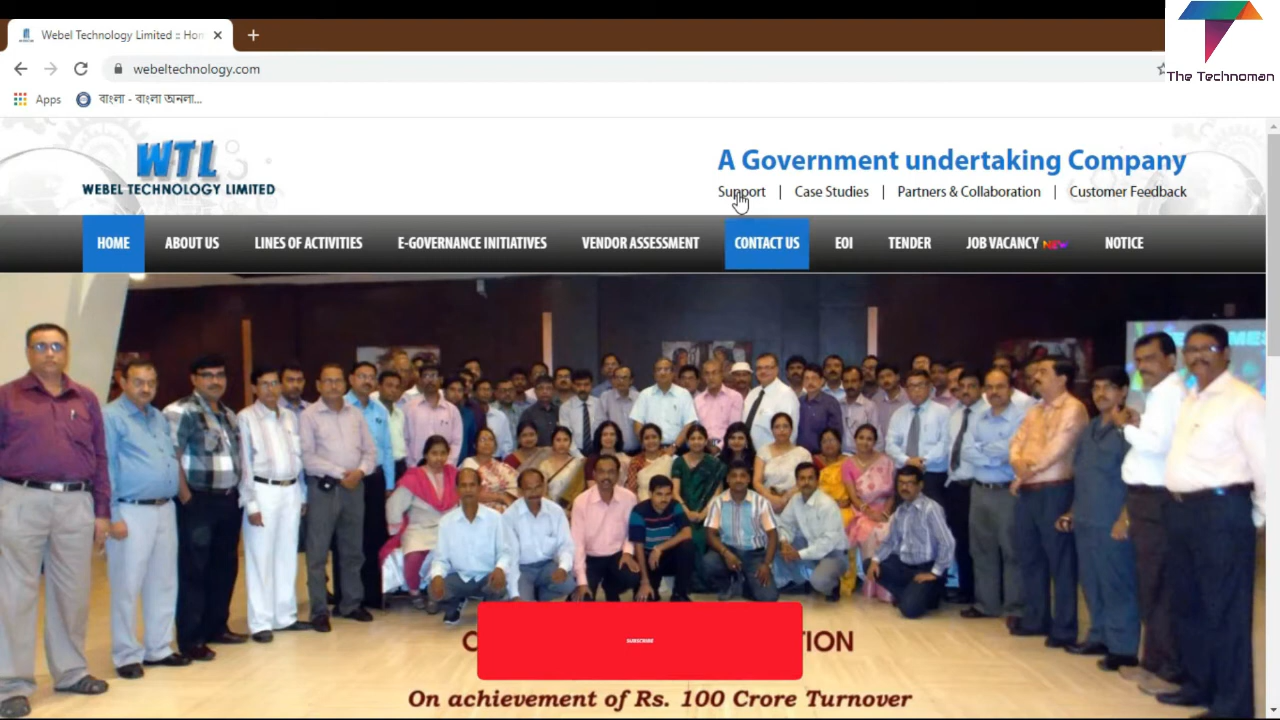 Webel Technology Limited :: Hon
The Technoman
webeltechnology.com
Apps
বাংলা - বাংলা অনলা...
WTL
WEBEL TECHNOLOGY LIMITED
A Government undertaking Company
Support | Case Studies | Partners & Collaboration | Customer Feedback
HOME ABOUT US LINES OF ACTIVITIES E-GOVERNANCE INITIATIVES VENDOR ASSESSMENT CONTACT US EOI TENDER JOB VACANCY NEW NOTICE
SUBSCRIBE
On achievement of Rs. 100 Crore Turnover